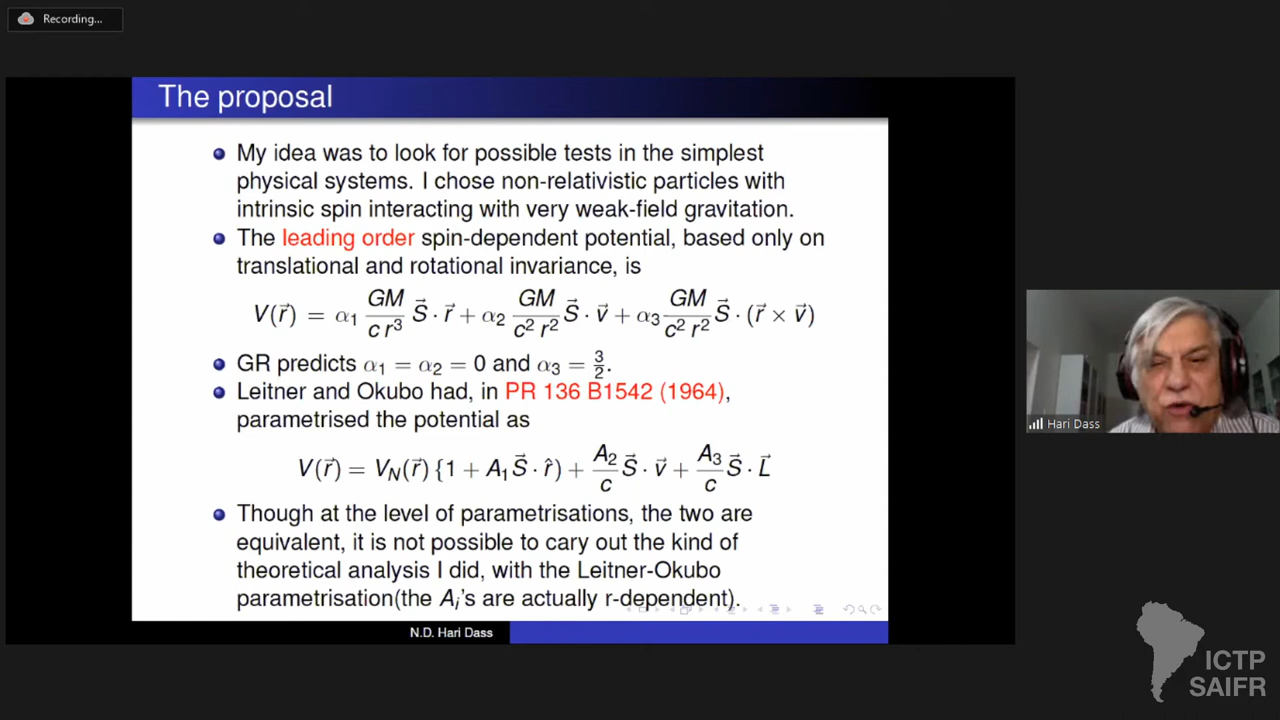 Recording...
The proposal
My idea was to look for possible tests in the simplest
physical systems. I chose non-relativistic particles with
intrinsic spin interacting with very weak-field gravitation.
The leading order spin-dependent potential, based only on
translational and rotational invariance, is
V(r⃗) = α₁ GM/(c r³) S⃗ · r⃗ + α₂ GM/(c² r²) S⃗ · v⃗ + α₃ GM/(c² r²) S⃗ · (r⃗ × v⃗)
GR predicts α₁ = α₂ = 0 and α₃ = 3/2.
Leitner and Okubo had, in PR 136 B1542 (1964),
parametrised the potential as
V(r⃗) = V_N(r⃗) {1 + A₁ S⃗ · r̂) + A₂/c S⃗ · v⃗ + A₃/c S⃗ · L⃗
Though at the level of parametrisations, the two are
equivalent, it is not possible to cary out the kind of
theoretical analysis I did, with the Leitner-Okubo
parametrisation(the Aᵢ's are actually r-dependent).
N.D. Hari Dass
Hari Dass
ICTP
SAIFR